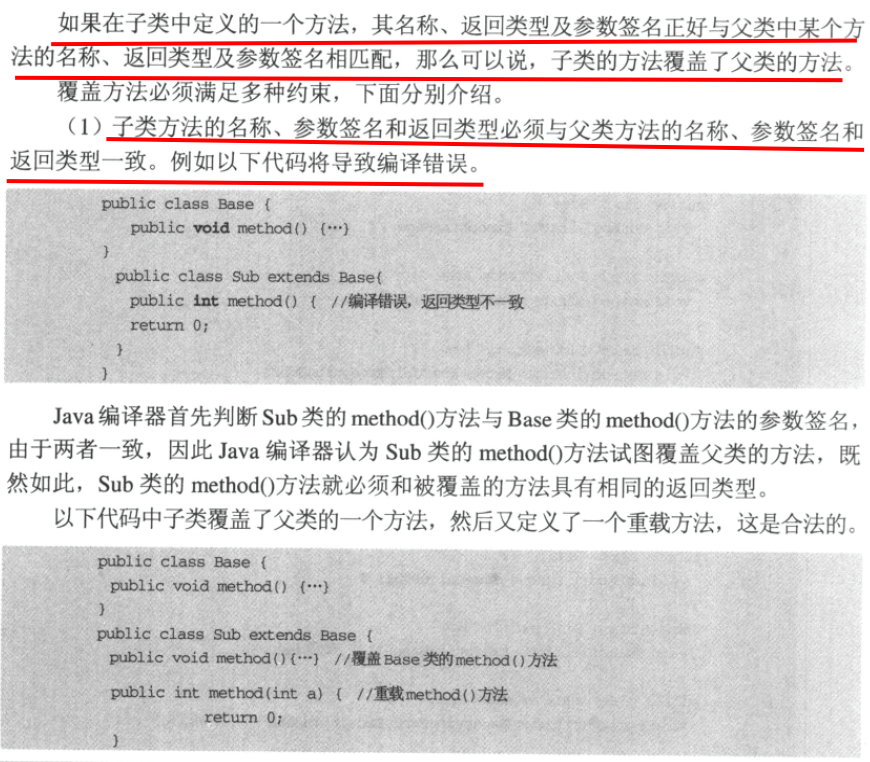 如果在子类中定义的一个方法，其名称、返回类型及参数签名正好与父类中某个方
法的名称、返回类型及参数签名相匹配，那么可以说，子类的方法覆盖了父类的方法。
覆盖方法必须满足多种约束，下面分别介绍。
（1）子类方法的名称、参数签名和返回类型必须与父类方法的名称、参数签名和
返回类型一致。例如以下代码将导致编译错误。
public class Base {
public void method() {…}
}
public class Sub extends Base{
public int method() { //编译错误，返回类型不一致
return 0;
}
}
Java 编译器首先判断 Sub 类的 method()方法与 Base 类的 method()方法的参数签名，
由于两者一致，因此 Java 编译器认为 Sub 类的 method()方法试图覆盖父类的方法，既
然如此，Sub 类的 method()方法就必须和被覆盖的方法具有相同的返回类型。
以下代码中子类覆盖了父类的一个方法，然后又定义了一个重载方法，这是合法的。
public class Base {
public void method() {…}
}
public class Sub extends Base {
public void method(){…} //覆盖 Base 类的 method()方法
public int method(int a) { //重载 method()方法
return 0;
}